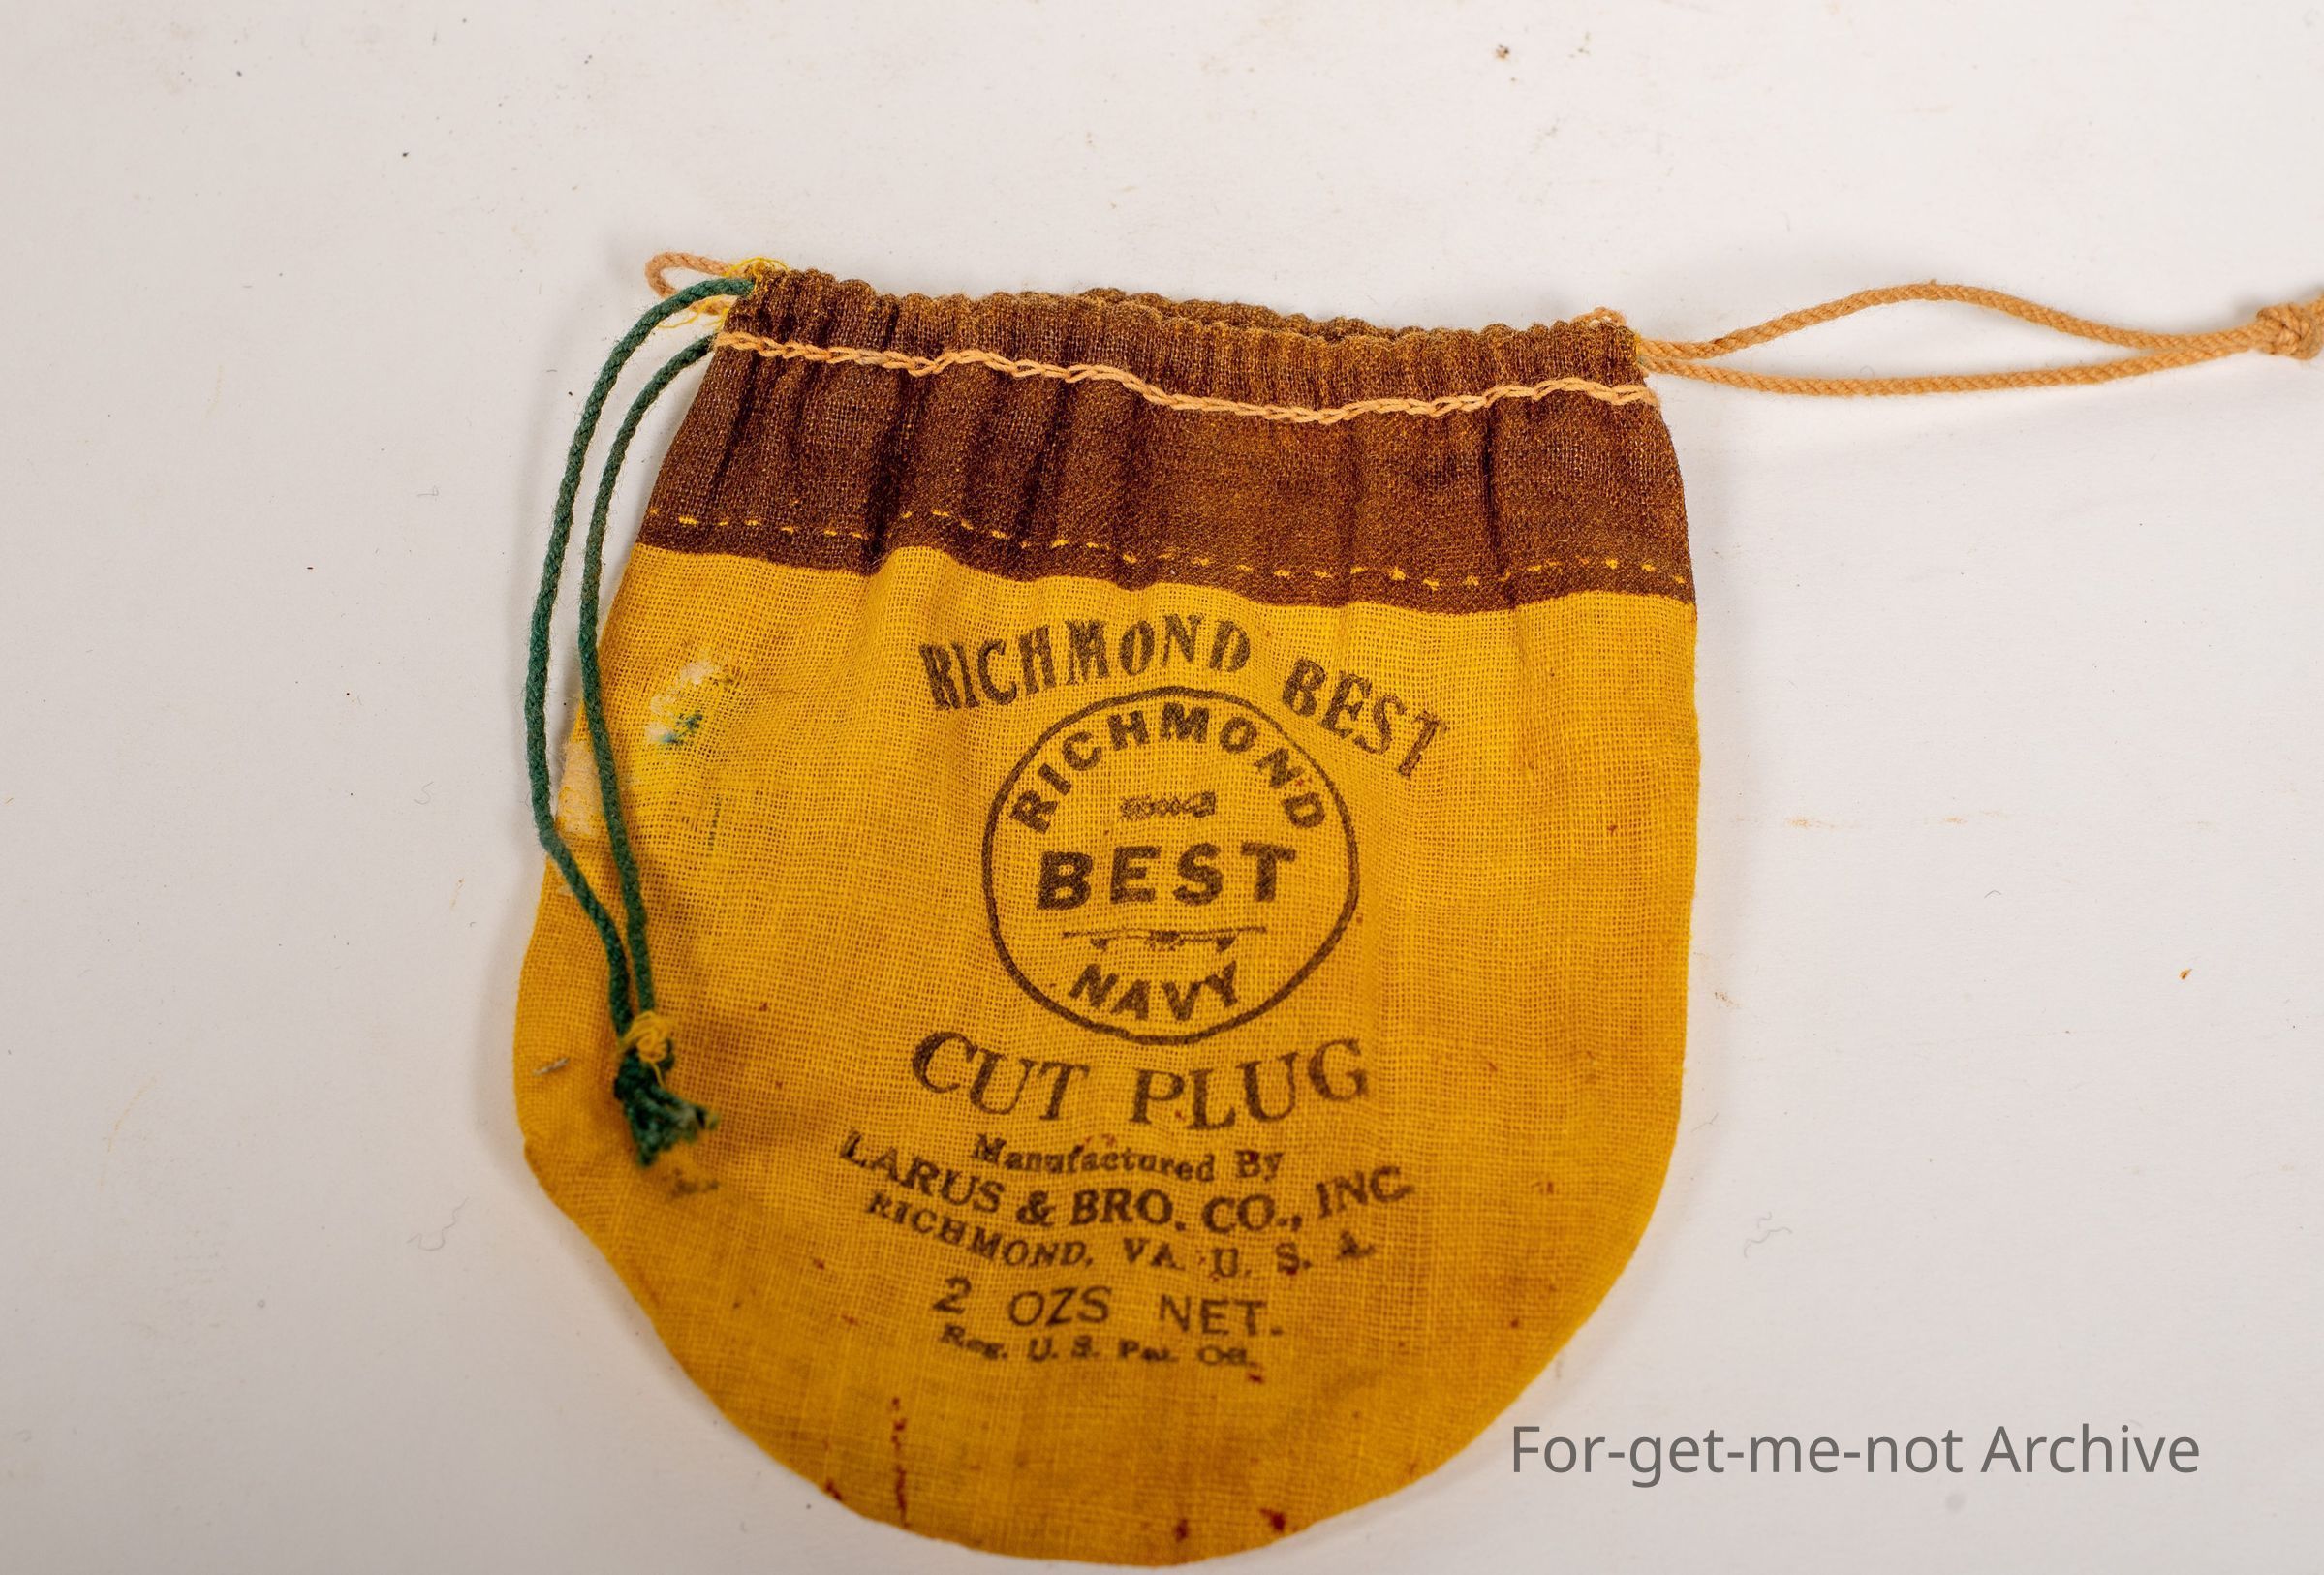 RICHMOND BEST
RICHMOND
BEST
NAVY
CUT PLUG
Manufactured By
LARUS & BRO. CO., INC.
RICHMOND, VA. U. S. A.
2 OZS NET.
Reg. U. S. Pat. Off.
For-get-me-not Archive